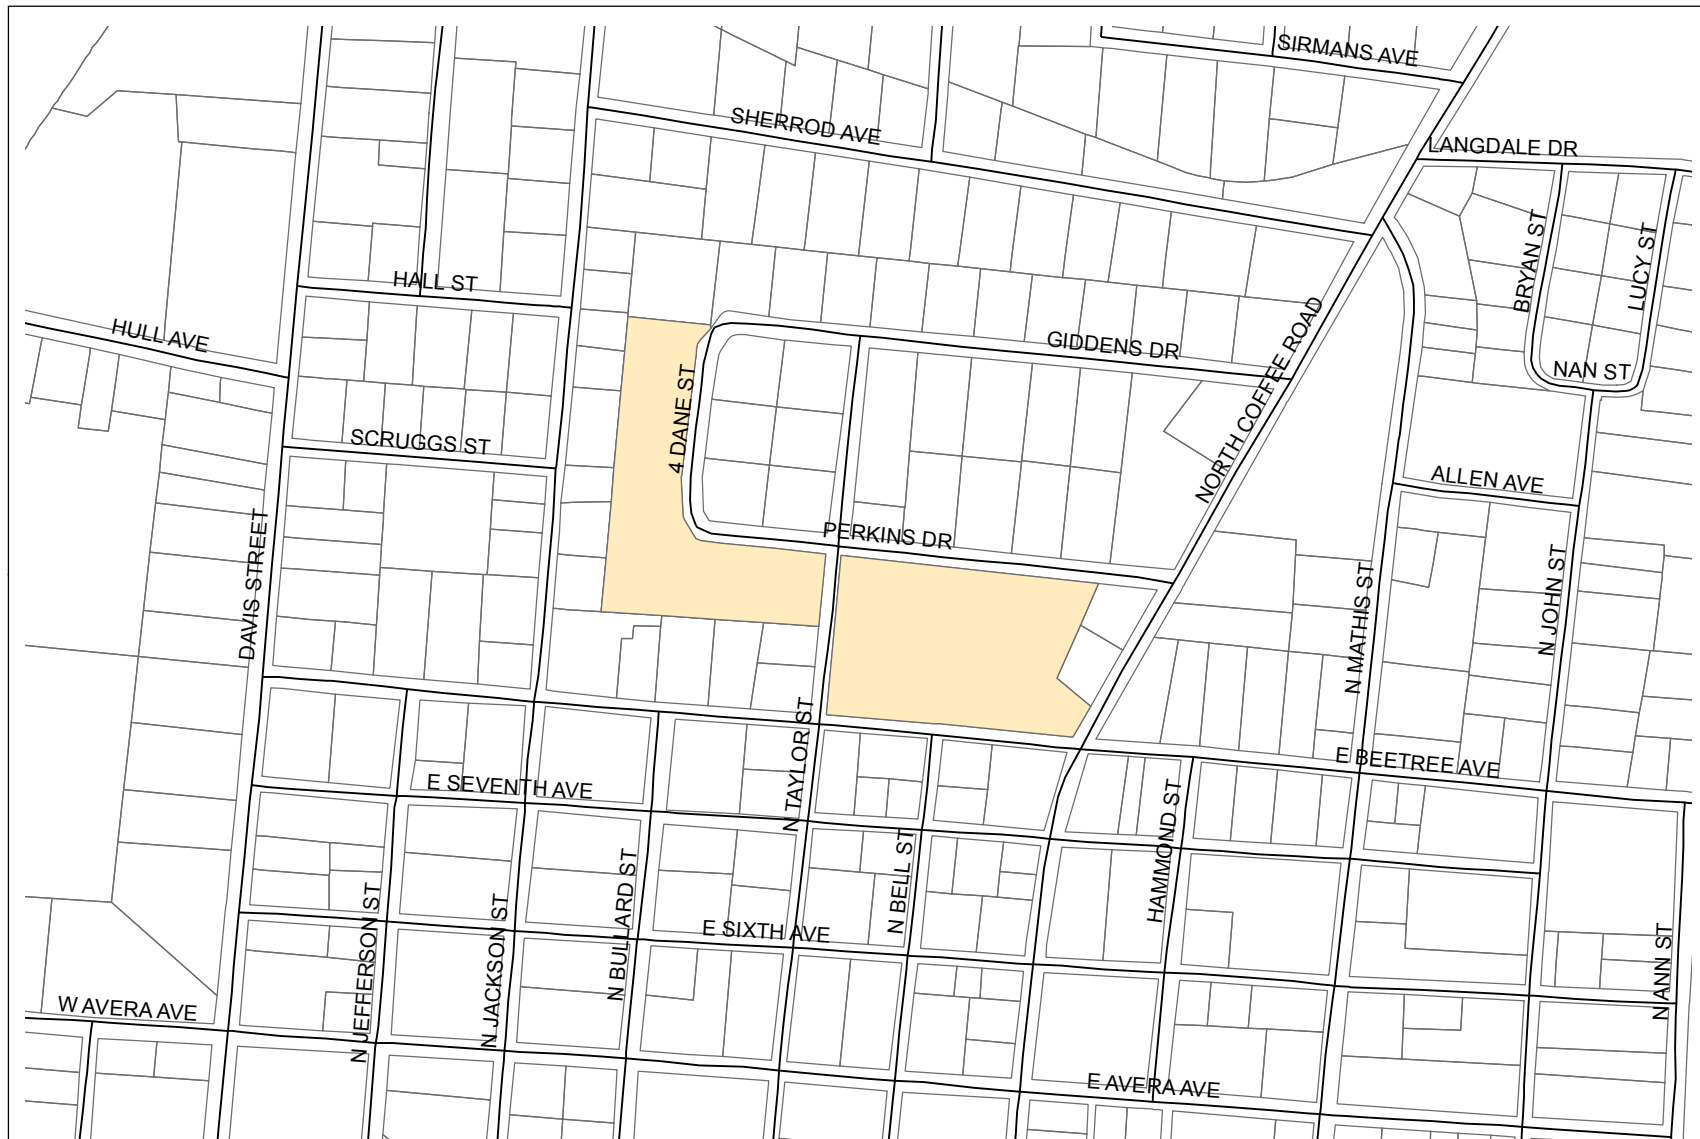 SIRMANS AVE
SHERROD AVE
LANGDALE DR
BRYAN ST
LUCY ST
HALL ST
HULL AVE
GIDDENS DR
NORTH COFFEE ROAD
NAN ST
4 DANE ST
SCRUGGS ST
ALLEN AVE
PERKINS DR
DAVIS STREET
N MATHIS ST
N JOHN ST
N TAYLOR ST
E BEETREE AVE
E SEVENTH AVE
HAMMOND ST
N BELL ST
N BULLARD ST
N JEFFERSON ST
N JACKSON ST
E SIXTH AVE
N ANN ST
W AVERA AVE
E AVERA AVE